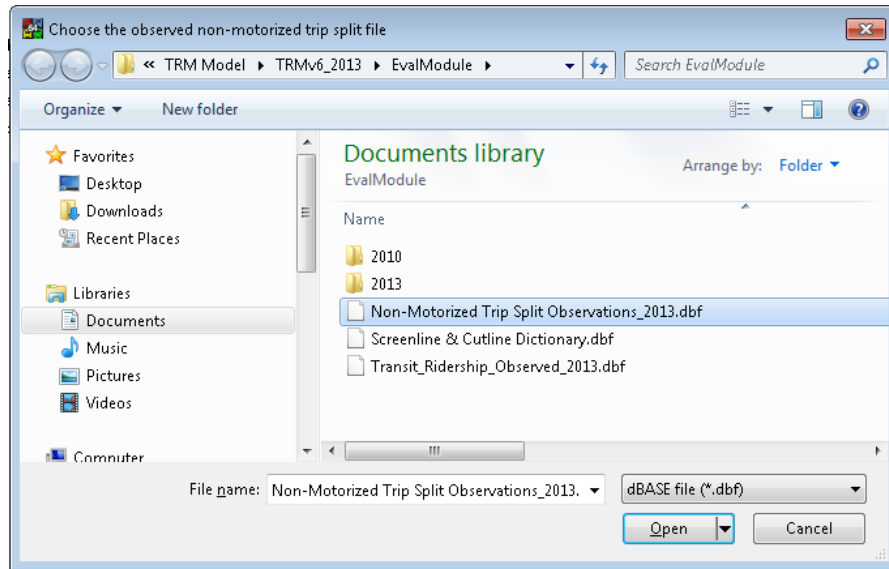 Choose the observed non-motorized trip split file
« TRM Model ▸ TRMv6_2013 ▸ EvalModule ▸
Search EvalModule
Organize
New folder
Favorites
Desktop
Downloads
Recent Places
Libraries
Documents
Music
Pictures
Videos
Computer
Documents library
EvalModule
Arrange by: Folder
Name
2010
2013
Non-Motorized Trip Split Observations_2013.dbf
Screenline & Cutline Dictionary.dbf
Transit_Ridership_Observed_2013.dbf
File name: Non-Motorized Trip Split Observations_2013.
dBASE file (*.dbf)
Open
Cancel